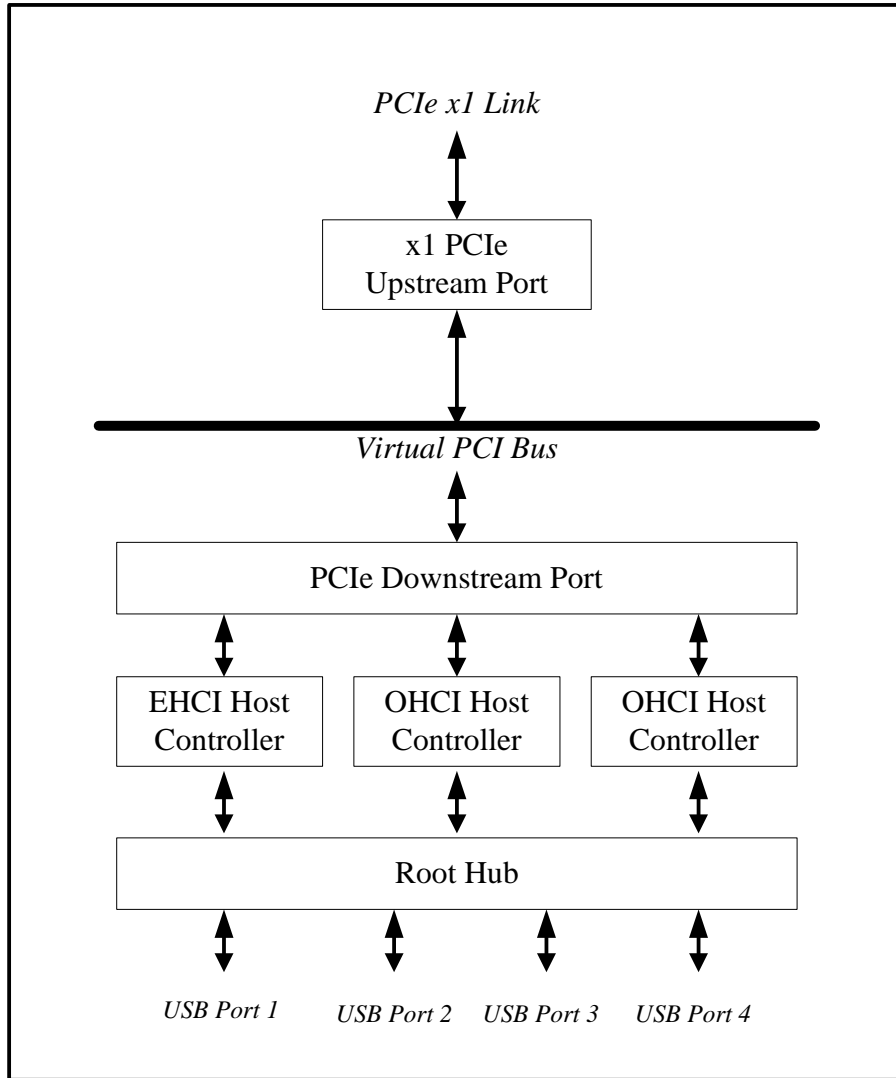 PCIe x1 Link
x1 PCIe
Upstream Port
Virtual PCI Bus
PCIe Downstream Port
EHCI Host
Controller
OHCI Host
Controller
OHCI Host
Controller
Root Hub
USB Port 1
USB Port 2
USB Port 3
USB Port 4